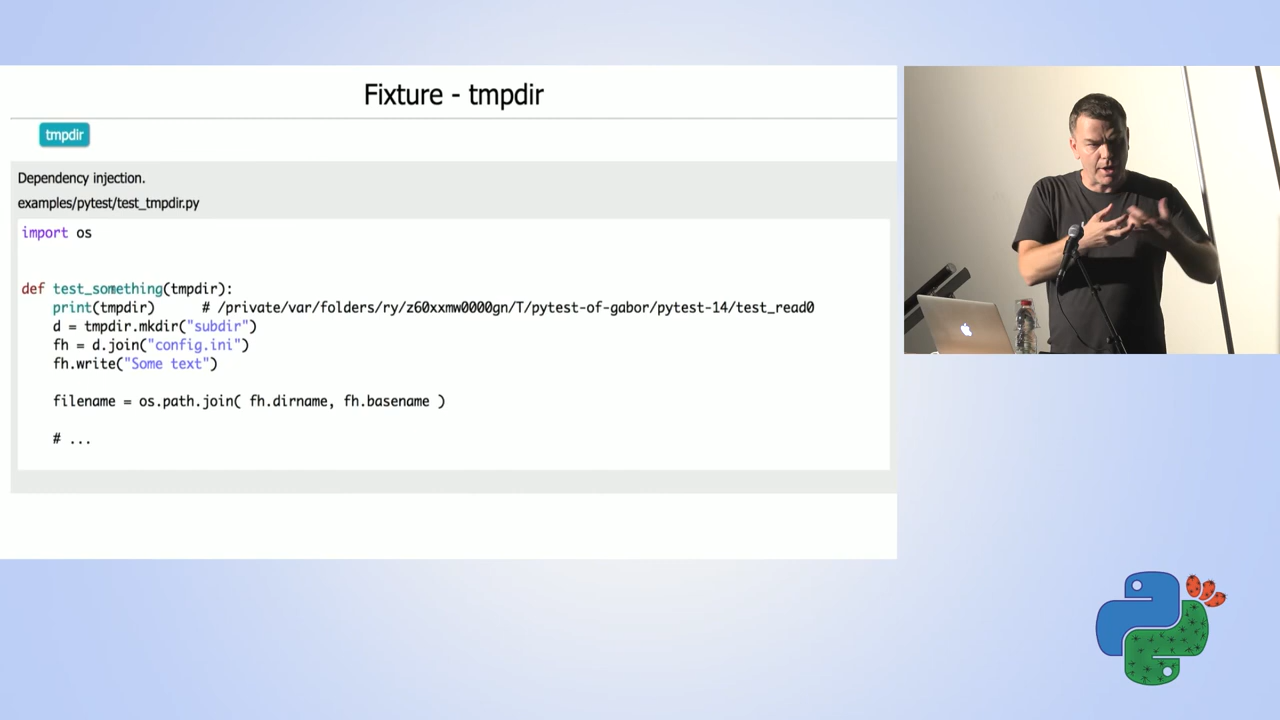 Fixture - tmpdir
tmpdir
Dependency injection.
examples/pytest/test_tmpdir.py
import os
def test_something(tmpdir):
print(tmpdir)      # /private/var/folders/ry/z60xxmw0000gn/T/pytest-of-gabor/pytest-14/test_read0
d = tmpdir.mkdir("subdir")
fh = d.join("config.ini")
fh.write("Some text")
filename = os.path.join( fh.dirname, fh.basename )
# ...